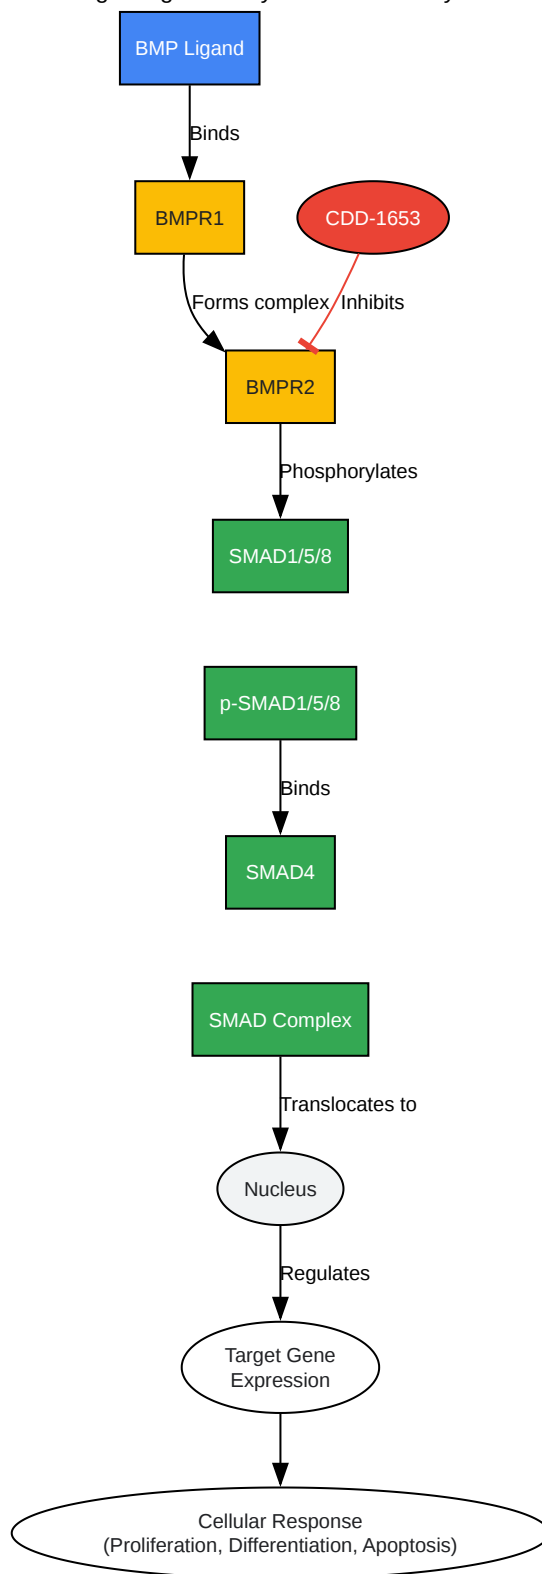 BMP Ligand
Binds
BMPR1
CDD-1653
Forms complex
Inhibits
BMPR2
Phosphorylates
SMAD1/5/8
p-SMAD1/5/8
Binds
SMAD4
SMAD Complex
Translocates to
Nucleus
Regulates
Target Gene
Expression
Cellular Response
(Proliferation, Differentiation, Apoptosis)